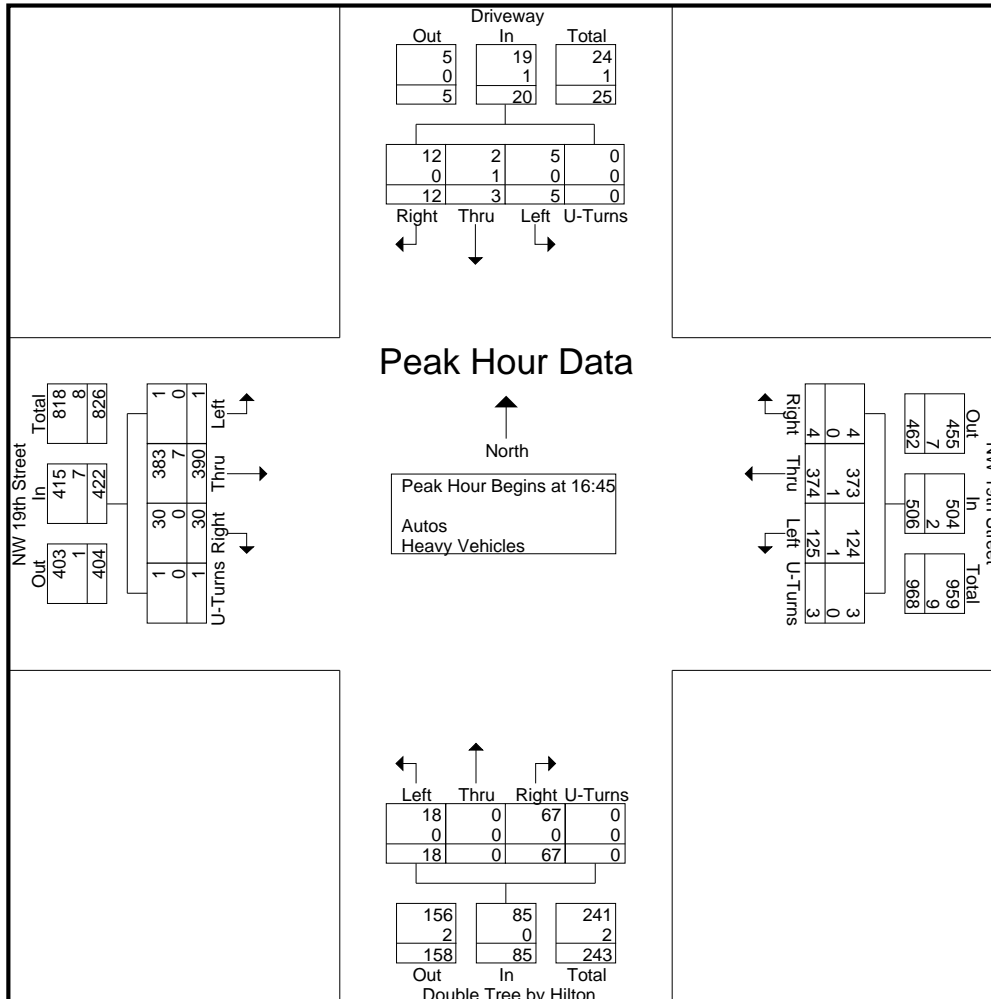 Driveway
Out In Total
5 19 24
0 1 1
5 20 25
12 2 5 0
0 1 0 0
12 3 5 0
Right Thru Left U-Turns
Peak Hour Data
North
Peak Hour Begins at 16:45
Autos
Heavy Vehicles
NW 19th Street
Total In Out
818 415 403
8 7 1
826 422 404
1 383 30 1
0 7 0 0
1 390 30 1
Left Thru Right U-Turns
Out In Total
455 504 959
7 2 9
462 506 968
4 373 124 3
0 1 1 0
4 374 125 3
Right Thru Left U-Turns
Left Thru Right U-Turns
18 0 67 0
0 0 0 0
18 0 67 0
156 85 241
2 0 2
158 85 243
Out In Total
Double Tree by Hilton